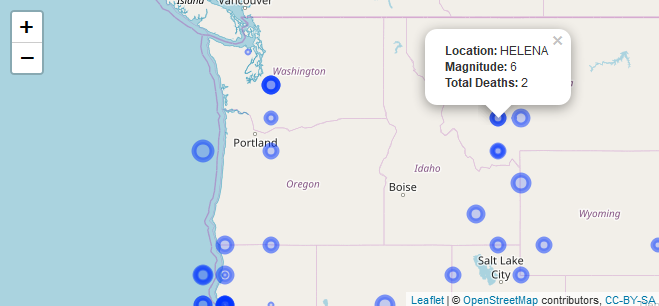 Island
Vancouver
+
−
×
Location: HELENA
Magnitude: 6
Total Deaths: 2
Washington
Portland
Idaho
Oregon
Boise
Wyoming
Salt Lake
City
Leaflet | © OpenStreetMap contributors, CC-BY-SA